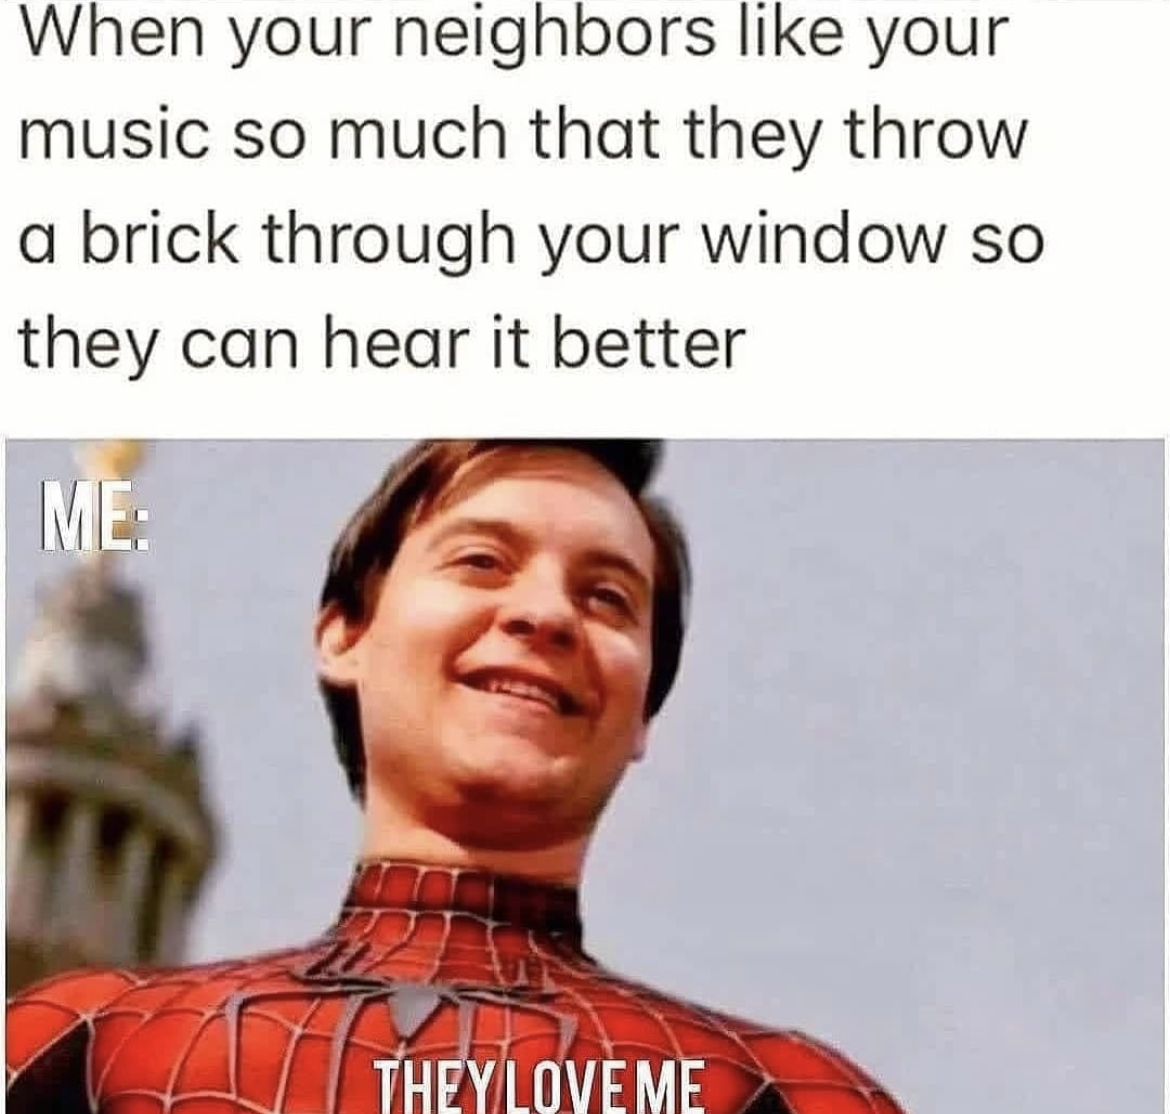 When your neighbors like your
music so much that they throw
a brick through your window so
they can hear it better
ME:
THEY LOVE ME